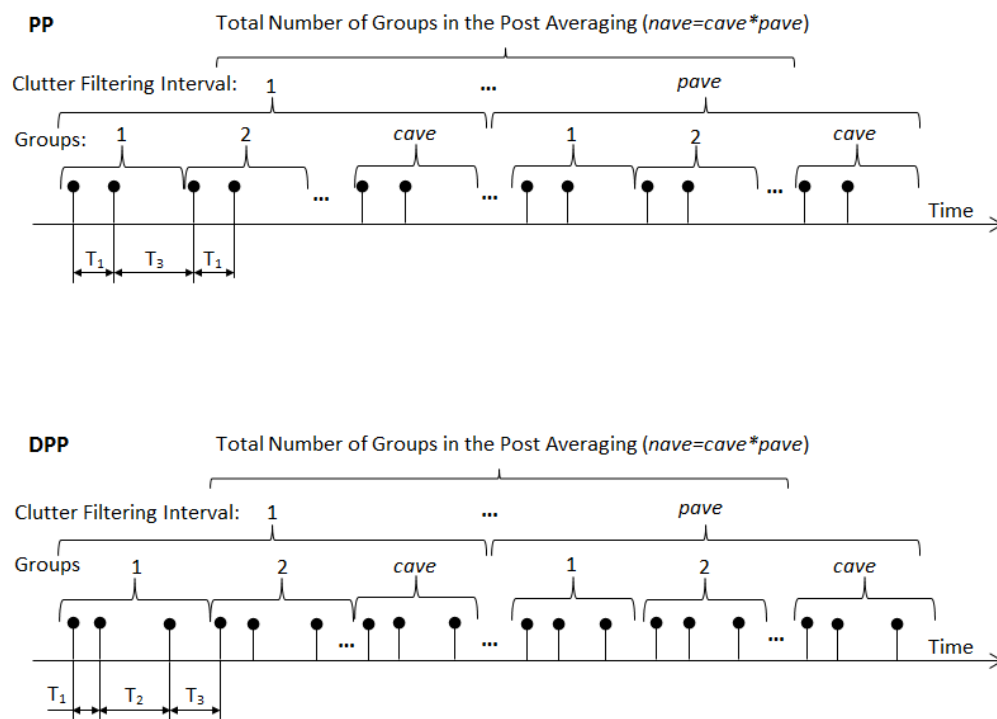 PP Total Number of Groups in the Post Averaging (nave=cave*pave)
Clutter Filtering Interval: 1 ... pave
Groups: 1 2 cave 1 2 cave
... ... ...
Time
T₁ T₃ T₁
DPP Total Number of Groups in the Post Averaging (nave=cave*pave)
Clutter Filtering Interval: 1 ... pave
Groups 1 2 cave 1 2 cave
... ... ...
Time
T₁ T₂ T₃